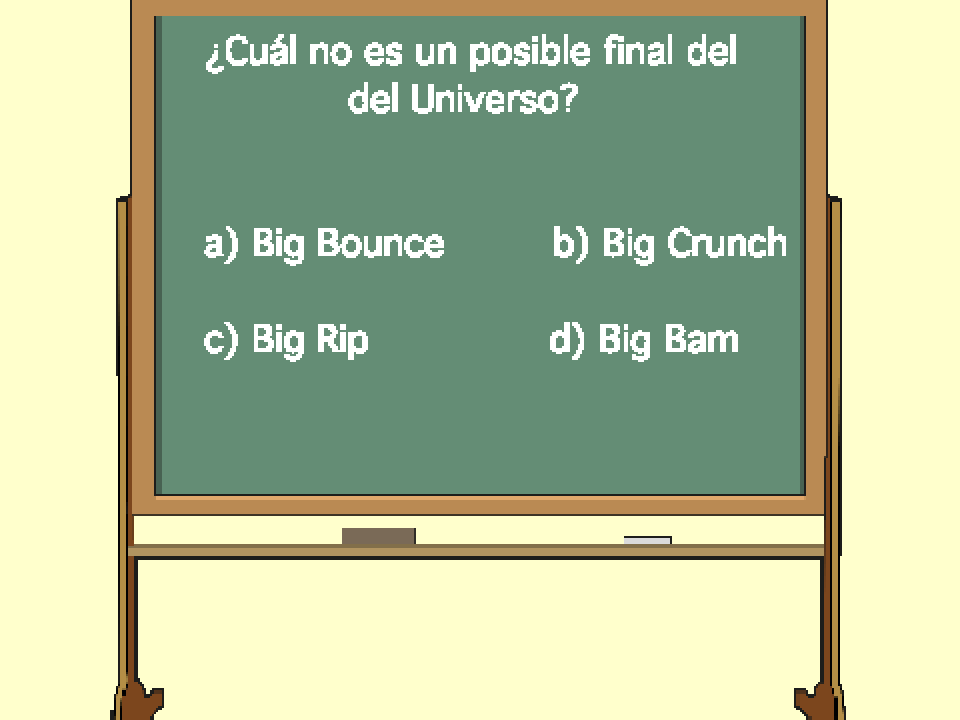 ¿Cuál no es un posible final del
del Universo?
a) Big Bounce b) Big Crunch
c) Big Rip d) Big Bam